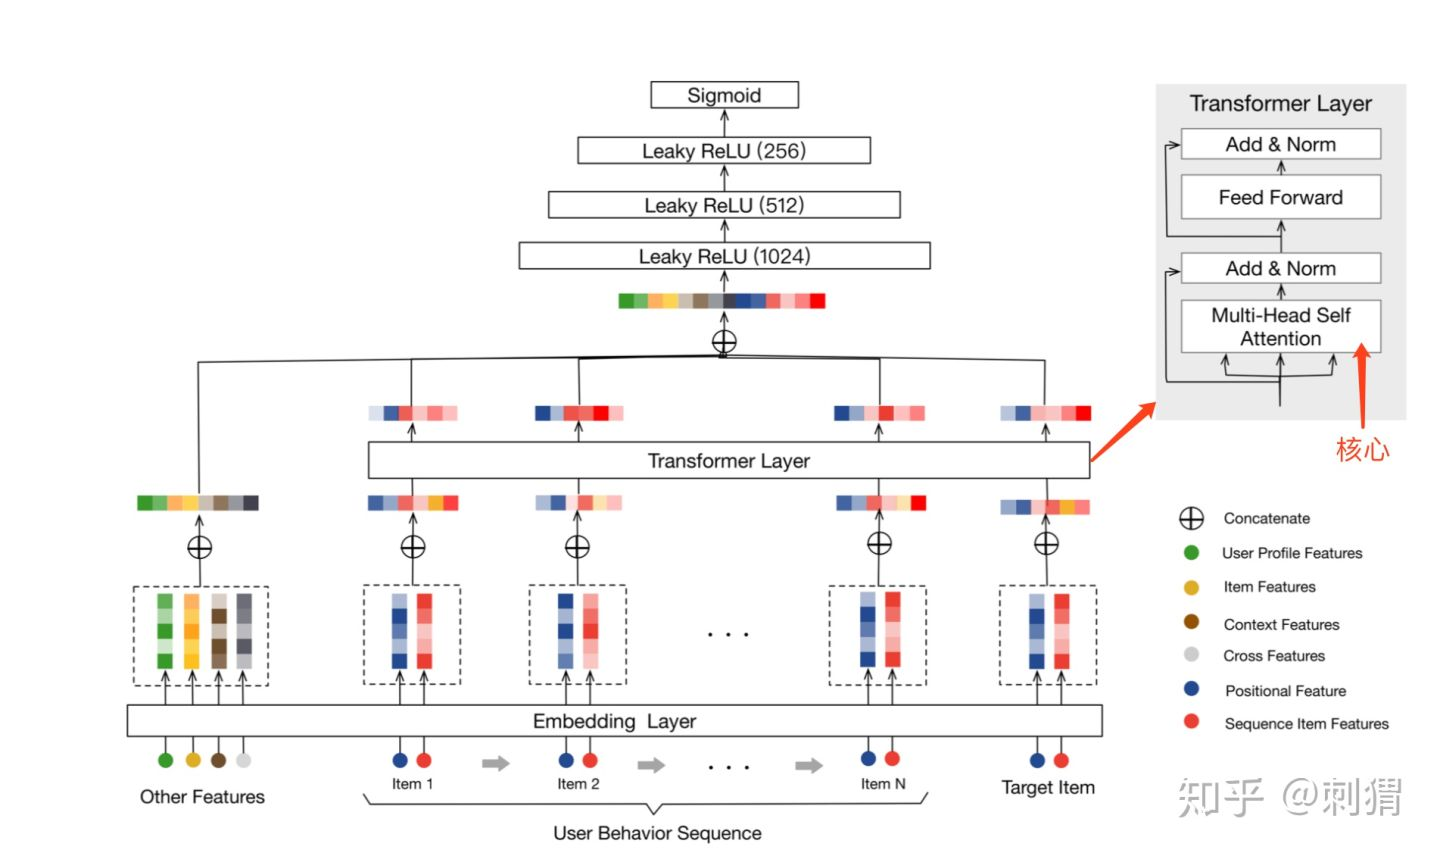 Sigmoid
Leaky ReLU (256)
Leaky ReLU (512)
Leaky ReLU (1024)
Transformer Layer
Embedding Layer
Other Features
Item 1
Item 2
. . .
. . .
Item N
Target Item
User Behavior Sequence
Transformer Layer
Add & Norm
Feed Forward
Add & Norm
Multi-Head Self
Attention
核心
Concatenate
User Profile Features
Item Features
Context Features
Cross Features
Positional Feature
Sequence Item Features
知乎 @刺猬